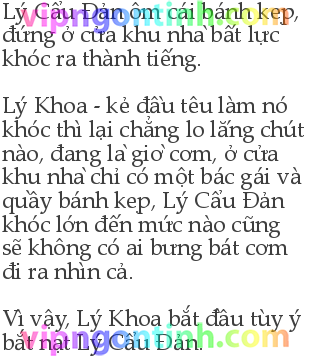 Lý Cẩu Đản ôm cái bánh kẹp,
đứng ở cửa khu nhà bất lực
khóc ra thành tiếng.
Lý Khoa - kẻ đầu têu làm nó
khóc thì lại chẳng lo lắng chút
nào, đang là giờ cơm, ở cửa
khu nhà chỉ có một bác gái và
quầy bánh kẹp, Lý Cẩu Đản
khóc lớn đến mức nào cũng
sẽ không có ai bưng bát cơm
đi ra nhìn cả.
Vì vậy, Lý Khoa bắt đầu tùy ý
bắt nạt Lý Cẩu Đản.
vipngontinh.com
vipngontinh.com